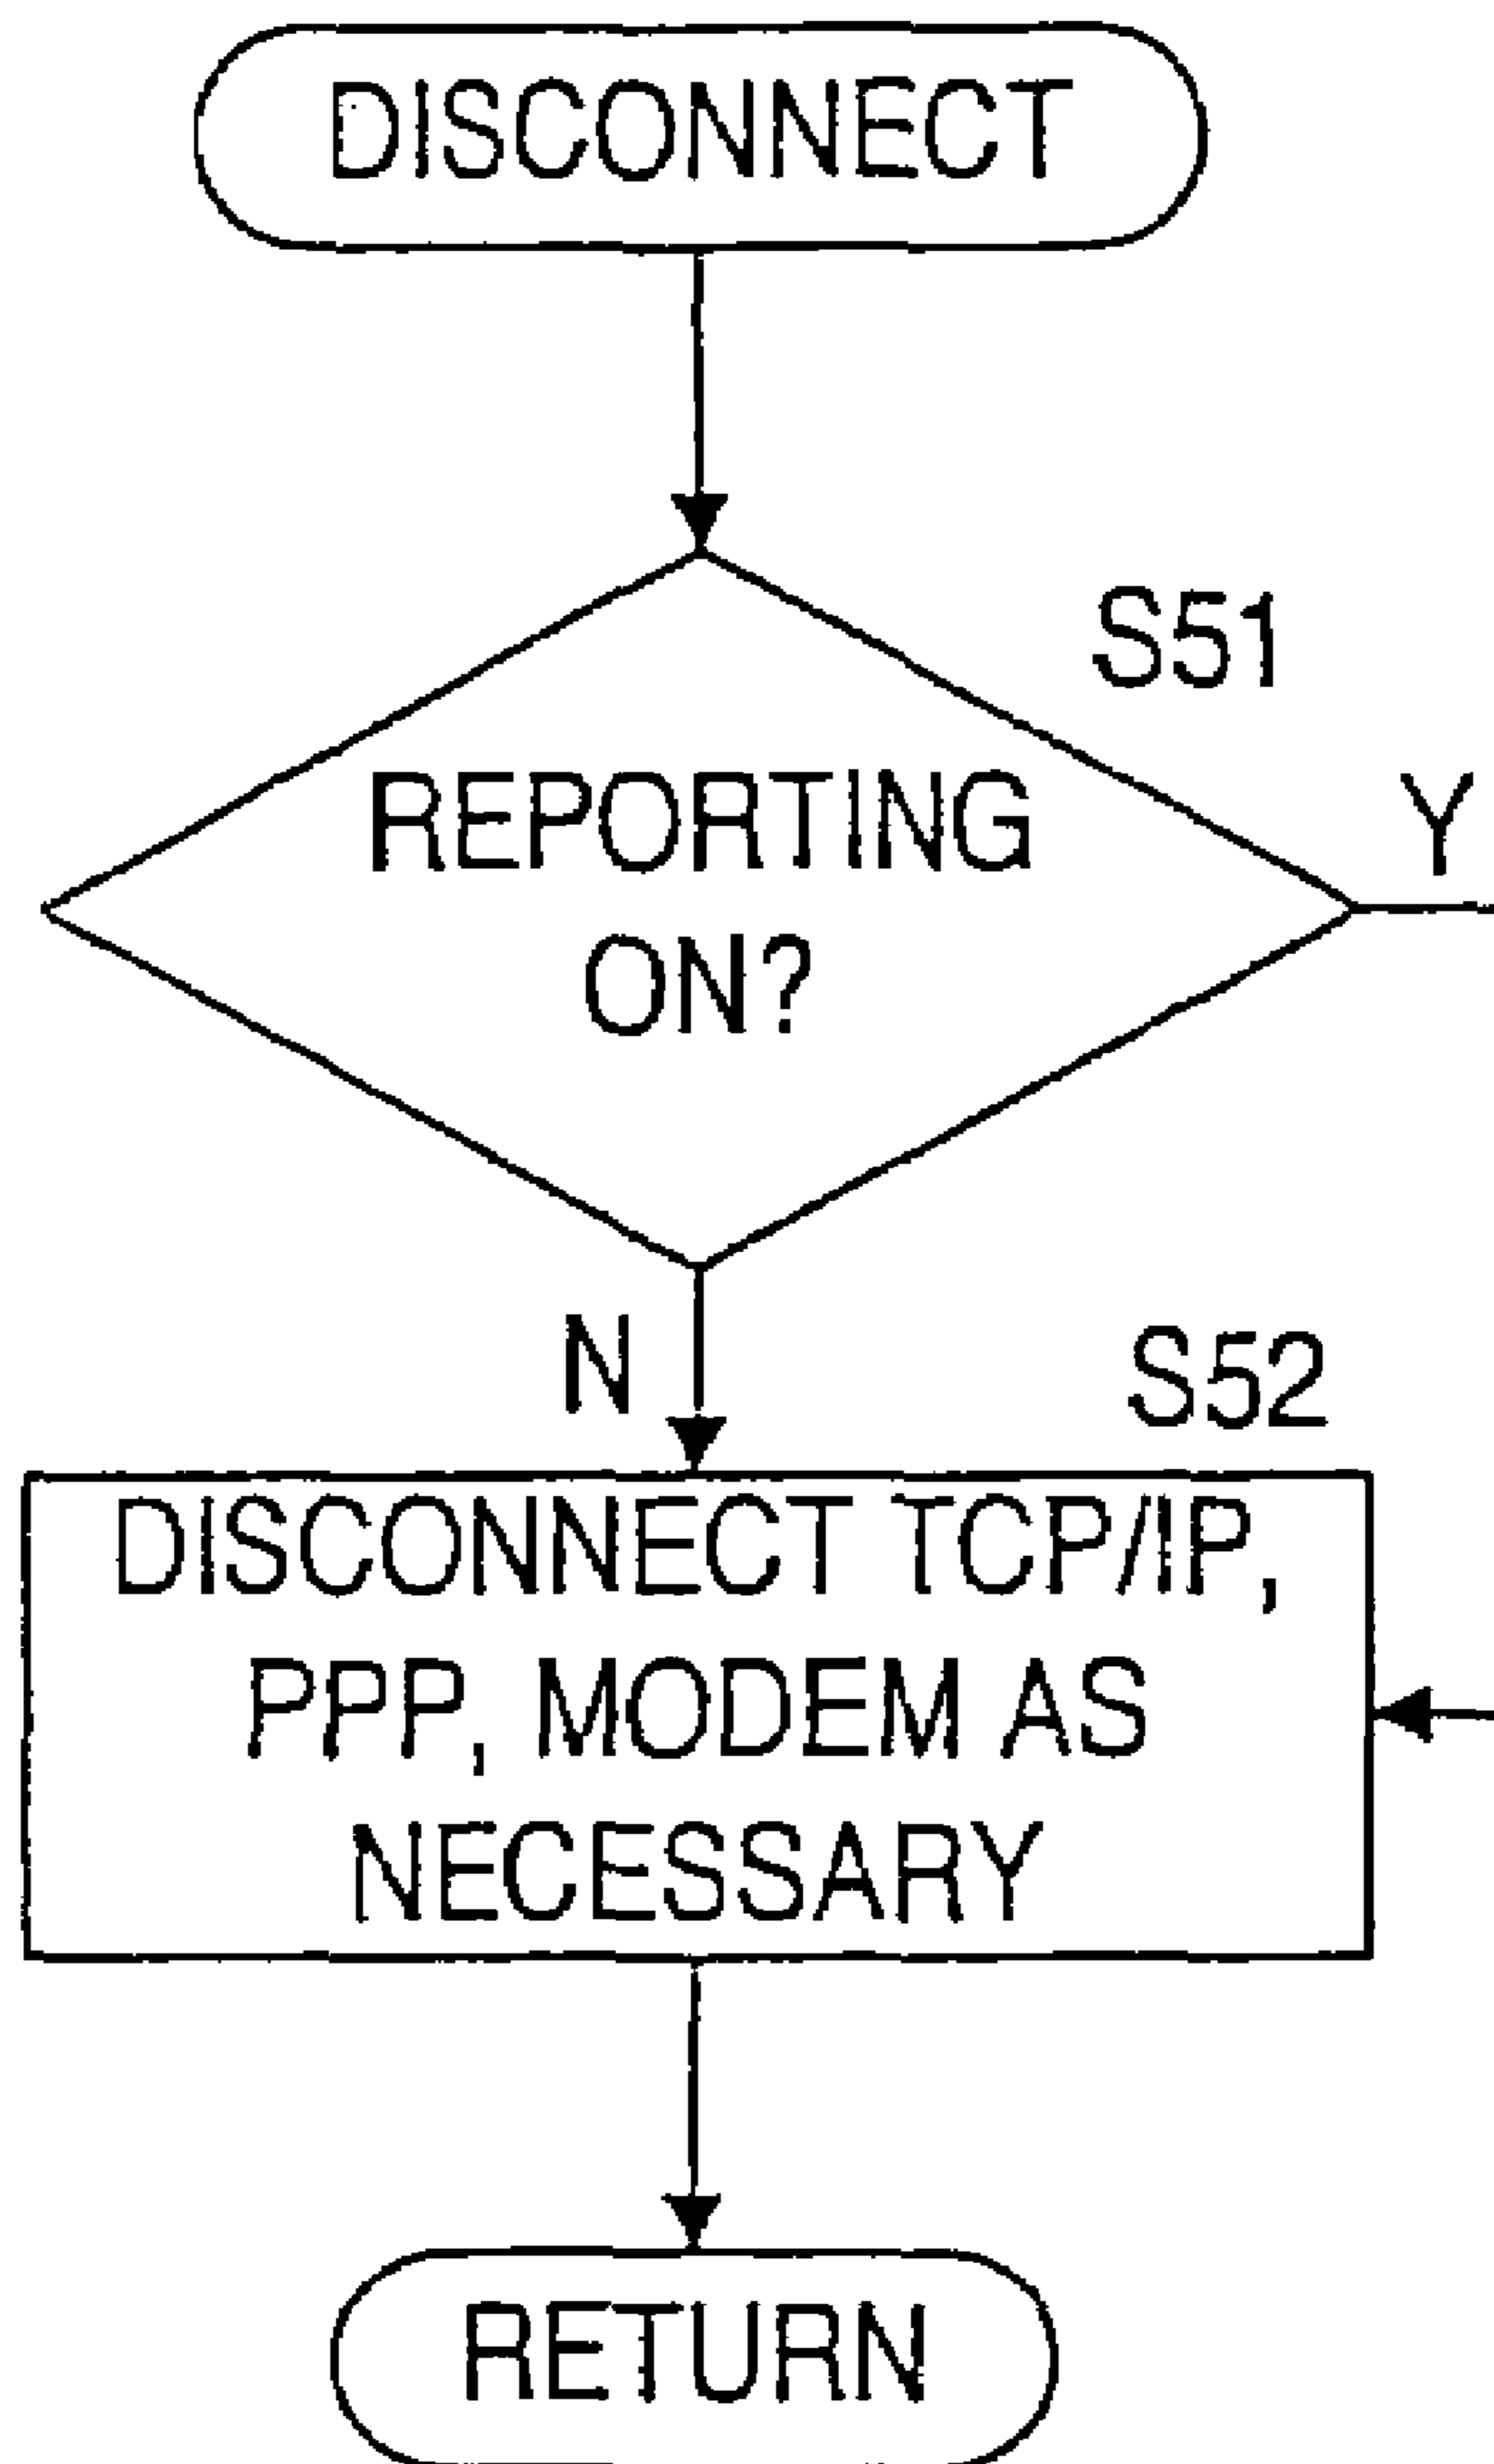 DISCONNECT
S51
REPORTING
ON?
Y
N
S52
DISCONNECT TCP/IP,
PPP, MODEM AS
NECESSARY
RETURN